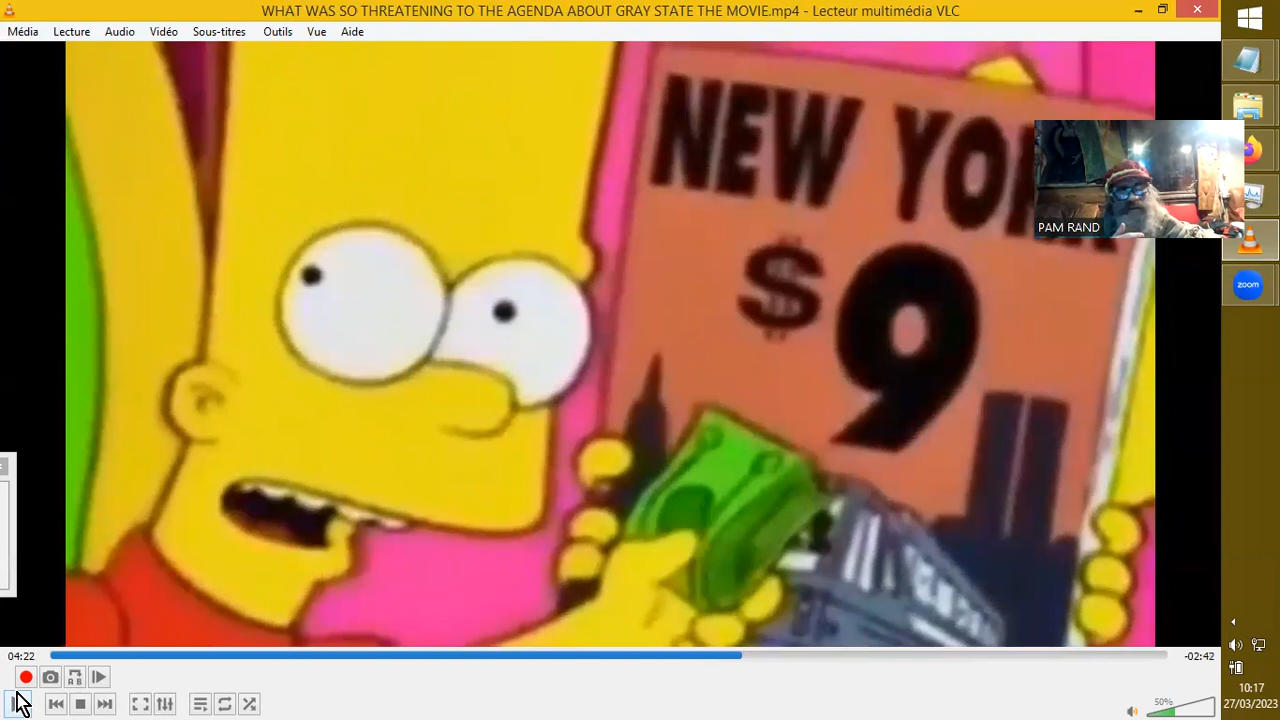 WHAT WAS SO THREATENING TO THE AGENDA ABOUT GRAY STATE THE MOVIE.mp4 - Lecteur multimédia VLC
Média Lecture Audio Vidéo Sous-titres Outils Vue Aide
NEW YORK
$9
PAM RAND
zoom
04:22
-02:42
A B
50%
10:17
27/03/2023